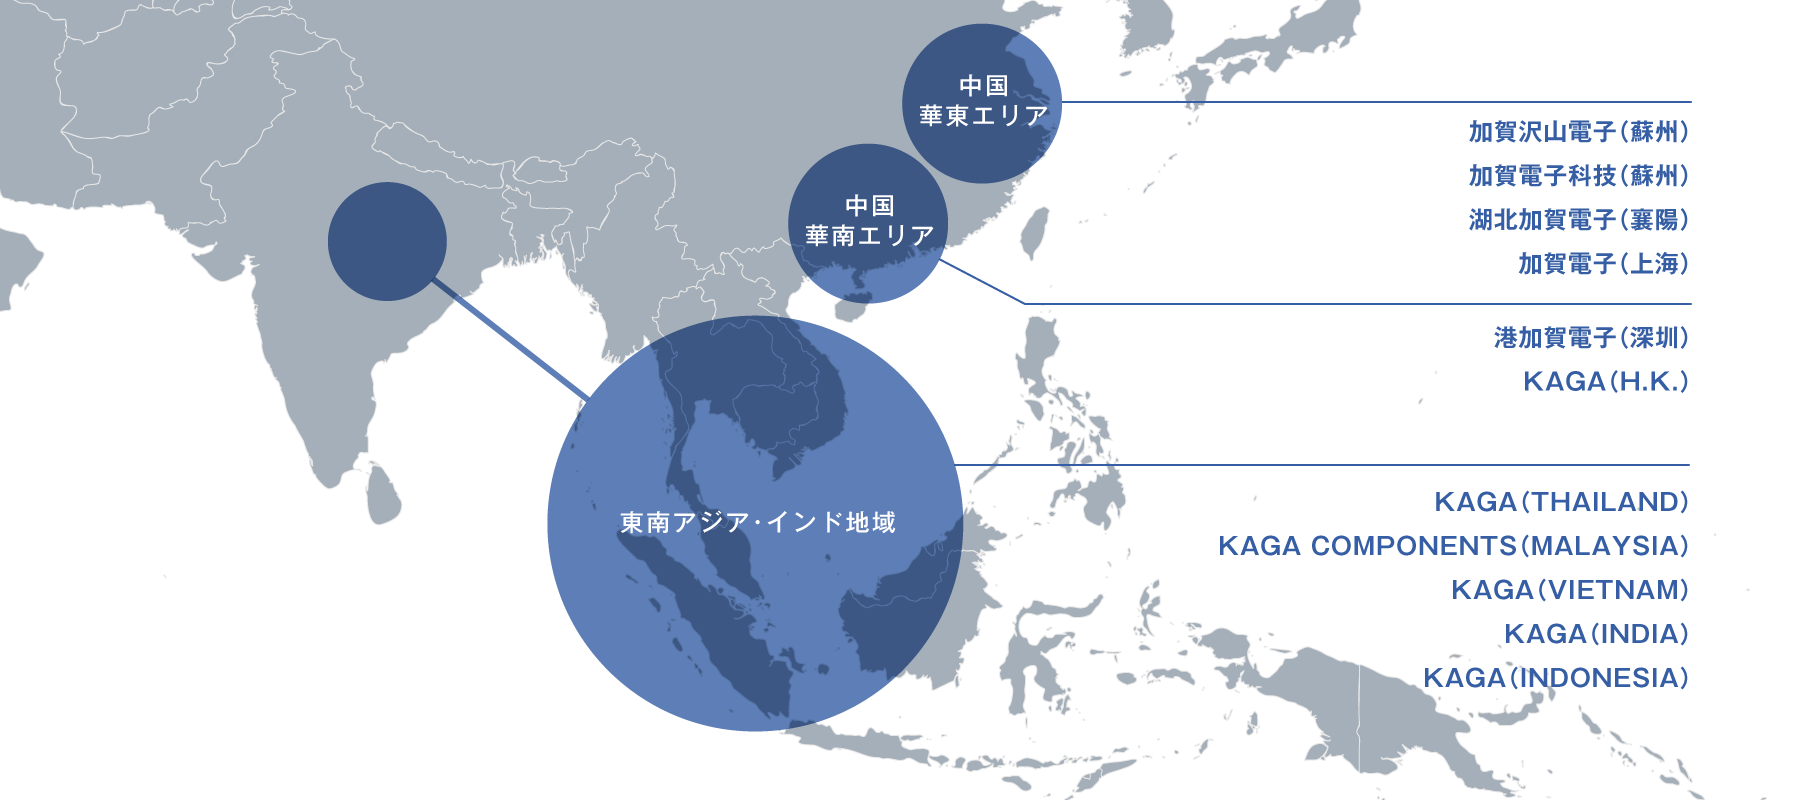 中国
華東エリア
加賀沢山電子(蘇州)
加賀電子科技(蘇州)
湖北加賀電子(襄陽)
加賀電子(上海)
中国
華南エリア
港加賀電子(深圳)
KAGA(H.K.)
東南アジア・インド地域
KAGA(THAILAND)
KAGA COMPONENTS(MALAYSIA)
KAGA(VIETNAM)
KAGA(INDIA)
KAGA(INDONESIA)